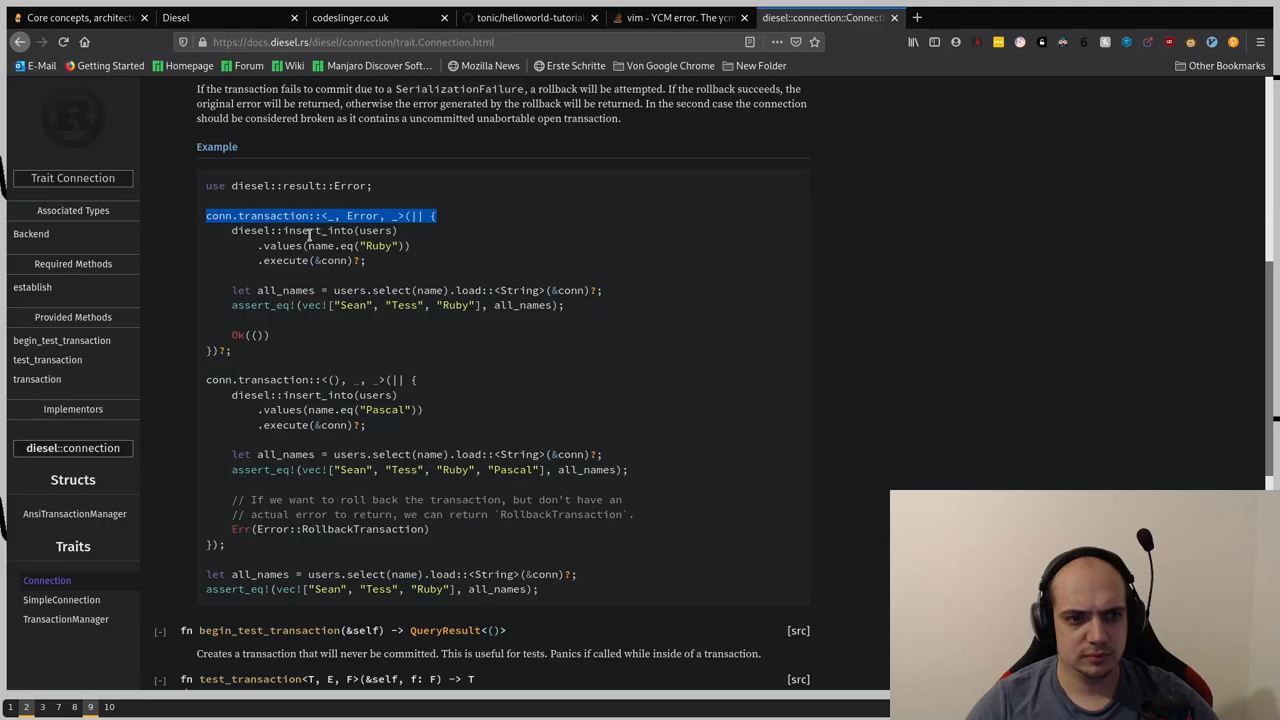 Core concepts, architectu
Diesel
codeslinger.co.uk
tonic/helloworld-tutorial
vim - YCM error. The ycm
diesel::connection::Connecti
https://docs.diesel.rs/diesel/connection/trait.Connection.html
E-Mail
Getting Started
Homepage
Forum
Wiki
Manjaro Discover Soft...
Mozilla News
Erste Schritte
Von Google Chrome
New Folder
Other Bookmarks
If the transaction fails to commit due to a SerializationFailure, a rollback will be attempted. If the rollback succeeds, the
original error will be returned, otherwise the error generated by the rollback will be returned. In the second case the connection
should be considered broken as it contains a uncommitted unabortable open transaction.
Trait Connection
Associated Types
Backend
Required Methods
establish
Provided Methods
begin_test_transaction
test_transaction
transaction
Implementors
diesel::connection
Structs
AnsiTransactionManager
Traits
Connection
SimpleConnection
TransactionManager
Example
use diesel::result::Error;
conn.transaction::<_, Error, _>(|| {
diesel::insert_into(users)
.values(name.eq("Ruby"))
.execute(&conn)?;
let all_names = users.select(name).load::<String>(&conn)?;
assert_eq!(vec!["Sean", "Tess", "Ruby"], all_names);
Ok(())
})?;
conn.transaction::<(), _, _>(|| {
diesel::insert_into(users)
.values(name.eq("Pascal"))
.execute(&conn)?;
let all_names = users.select(name).load::<String>(&conn)?;
assert_eq!(vec!["Sean", "Tess", "Ruby", "Pascal"], all_names);
// If we want to roll back the transaction, but don't have an
// actual error to return, we can return `RollbackTransaction`.
Err(Error::RollbackTransaction)
});
let all_names = users.select(name).load::<String>(&conn)?;
assert_eq!(vec!["Sean", "Tess", "Ruby"], all_names);
[-] fn begin_test_transaction(&self) -> QueryResult<()> [src]
Creates a transaction that will never be committed. This is useful for tests. Panics if called while inside of a transaction.
[-] fn test_transaction<T, E, F>(&self, f: F) -> T [src]
1 2 3 4 7 8 9 10